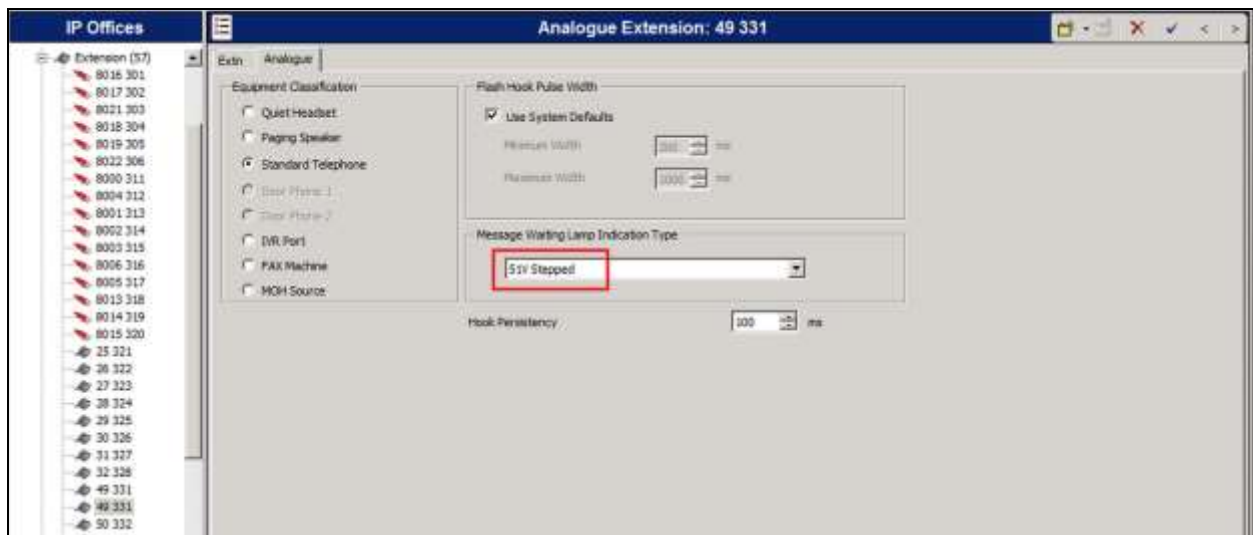 IP Offices
Extension (57)
8016 301
8017 302
8021 303
8018 304
8019 305
8022 306
8000 311
8004 312
8001 313
8002 314
8003 315
8006 316
8005 317
8013 318
8014 319
8015 320
25 321
26 322
27 323
28 324
29 325
30 326
31 327
32 328
49 331
49 331
50 332
Analogue Extension: 49 331
Extn Analogue
Equipment Classification
Quiet Headset
Paging Speaker
Standard Telephone
Door Phone 1
Door Phone 2
IVR Port
FAX Machine
MOH Source
Flash Hook Pulse Width
Use System Defaults
Minimum Width ms
Maximum Width 1000 ms
Message Waiting Lamp Indication Type
51V Stepped
Hook Persistency 100 ms